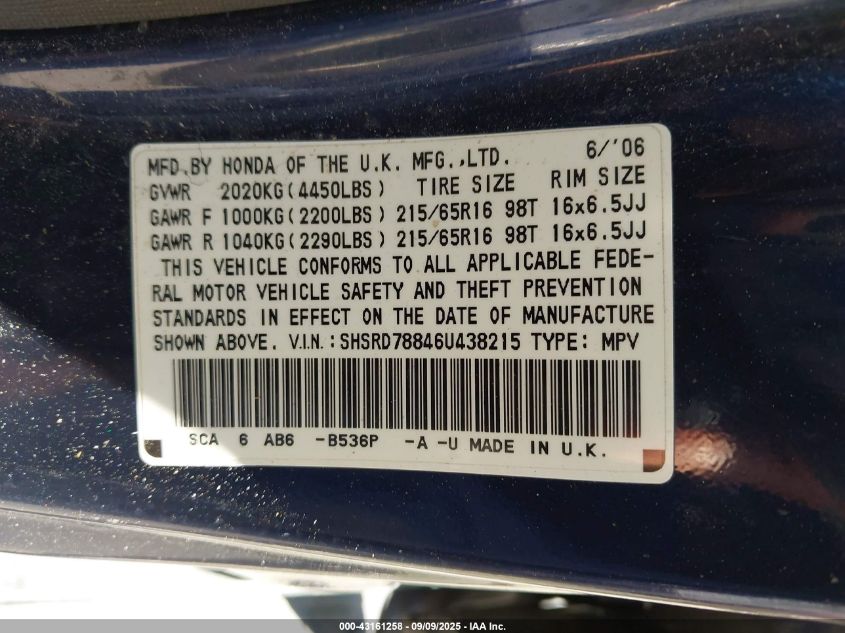 MFD.BY HONDA OF THE U.K. MFG.,LTD. 6/'06
GVWR 2020KG(4450LBS) TIRE SIZE RIM SIZE
GAWR F 1000KG(2200LBS) 215/65R16 98T 16x6.5JJ
GAWR R 1040KG(2290LBS) 215/65R16 98T 16x6.5JJ
THIS VEHICLE CONFORMS TO ALL APPLICABLE FEDE-
RAL MOTOR VEHICLE SAFETY AND THEFT PREVENTION
STANDARDS IN EFFECT ON THE DATE OF MANUFACTURE
SHOWN ABOVE. V.I.N.:SHSRD78846U438215 TYPE: MPV
SCA 6 AB6 -B536P -A -U MADE IN U.K.
000-43161258 - 09/09/2025 - IAA Inc.